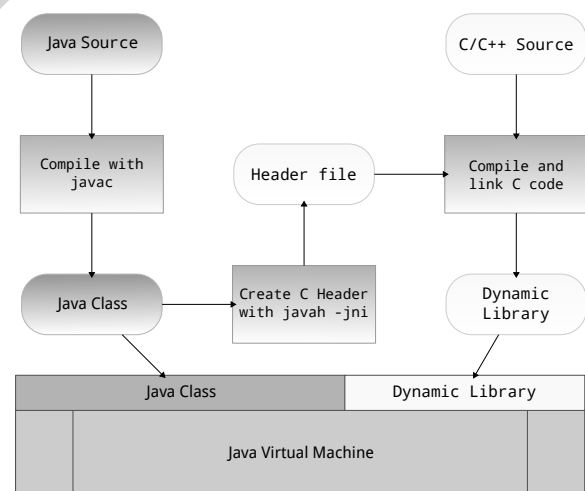 Java Source
C/C++ Source
Compile with
javac
Header file
Compile and
link C code
Java Class
Create C Header
with javah -jni
Dynamic
Library
Java Class
Dynamic Library
Java Virtual Machine